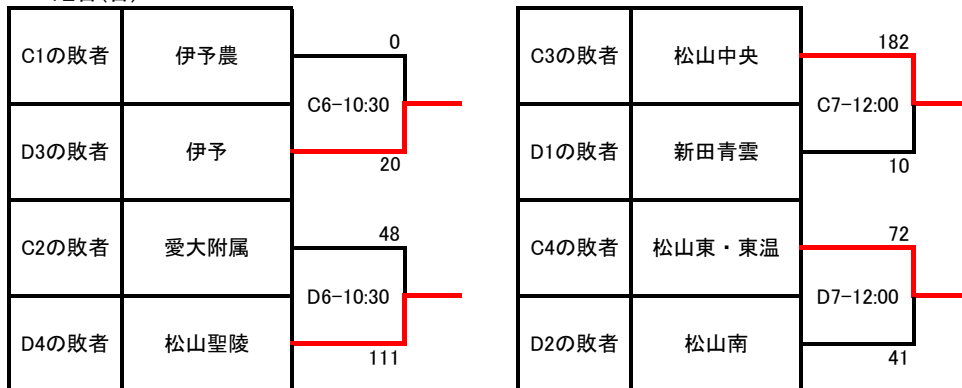 C1の敗者 伊予農 0
C6-10:30
D3の敗者 伊予 20
C2の敗者 愛大附属 48
D6-10:30
D4の敗者 松山聖陵 111
C3の敗者 松山中央 182
C7-12:00
D1の敗者 新田青雲 10
C4の敗者 松山東・東温 72
D7-12:00
D2の敗者 松山南 41